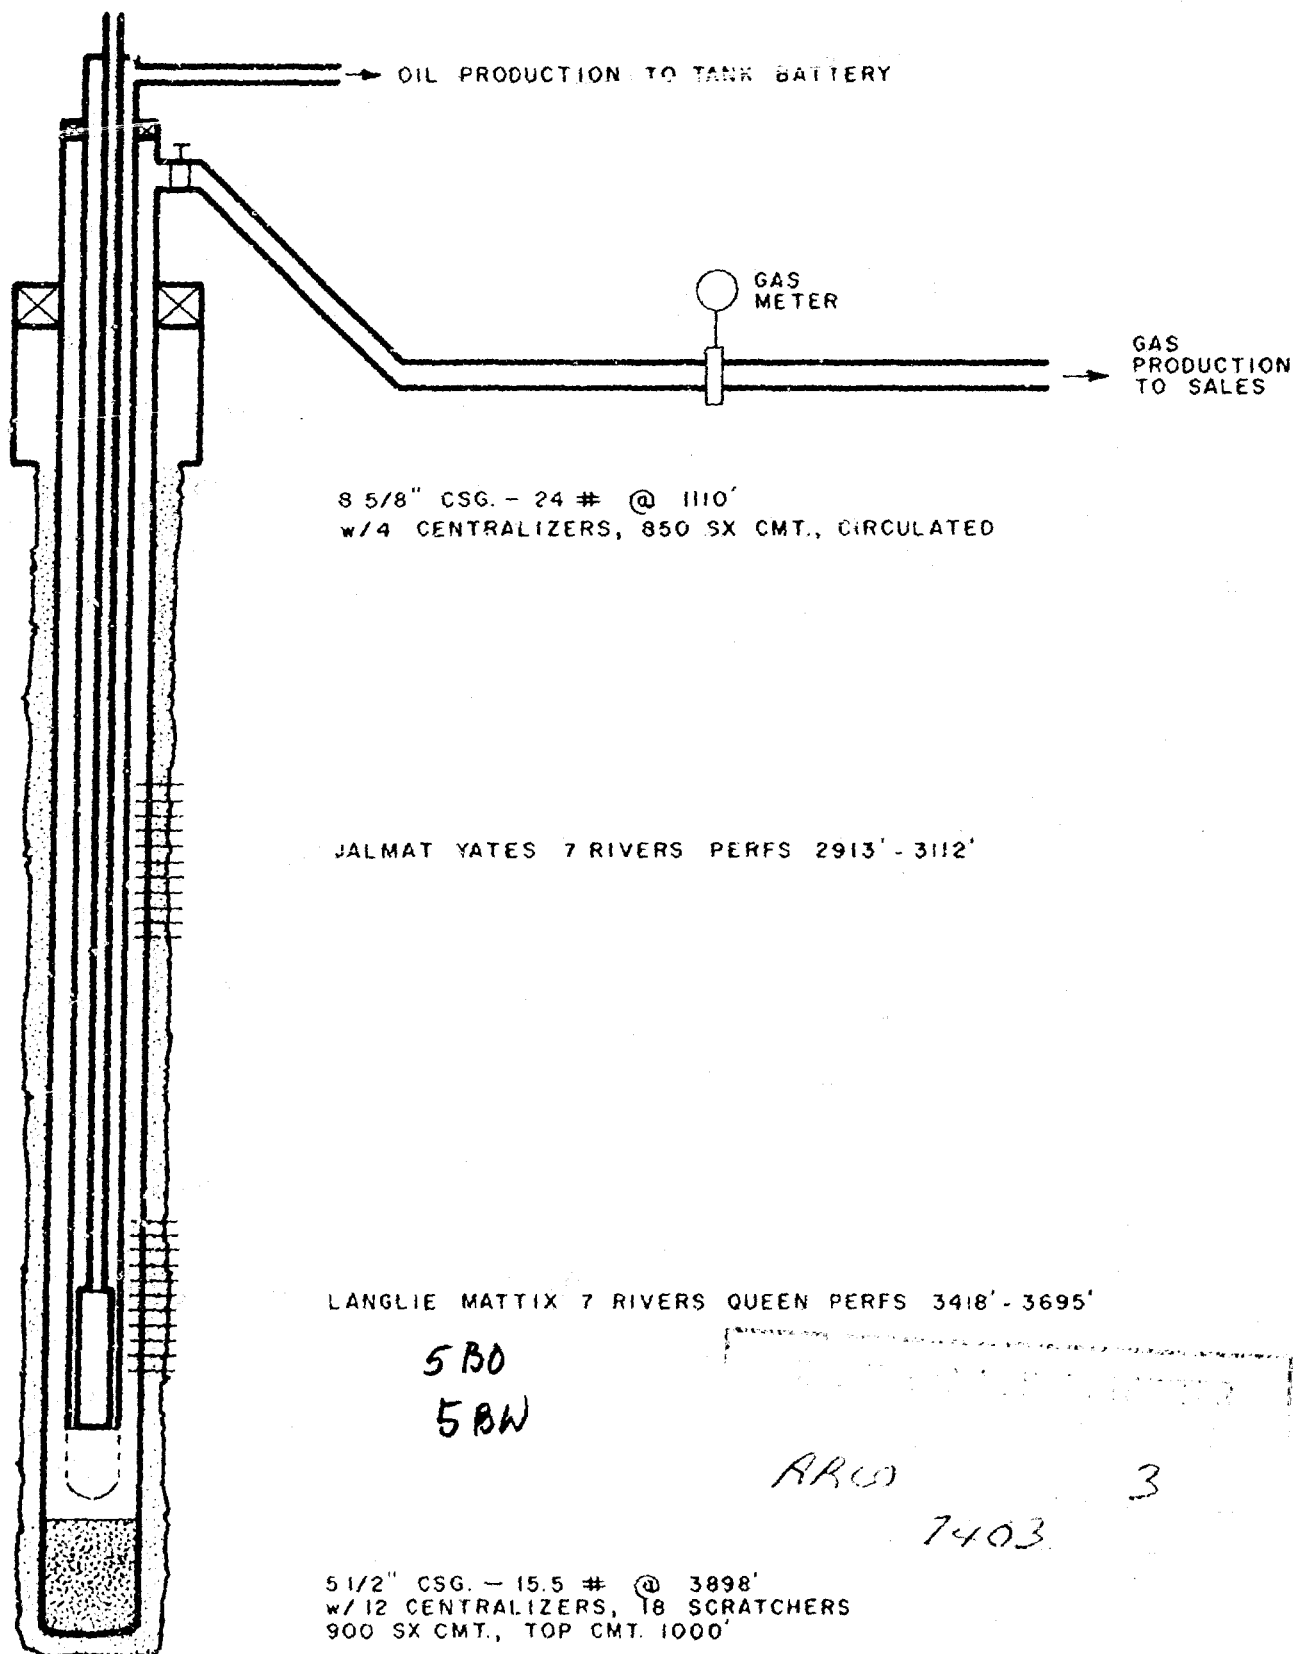 OIL PRODUCTION TO TANK BATTERY
GAS
METER
GAS
PRODUCTION
TO SALES
8 5/8" CSG. - 24 # @ 1110'
w/4 CENTRALIZERS, 850 SX CMT., CIRCULATED
JALMAT YATES 7 RIVERS PERFS 2913' - 3112'
LANGLIE MATTIX 7 RIVERS QUEEN PERFS 3418' - 3695'
5 BO
5 BW
ARCO 3
7403
5 1/2" CSG. - 15.5 # @ 3898'
w/12 CENTRALIZERS, 18 SCRATCHERS
900 SX CMT., TOP CMT. 1000'